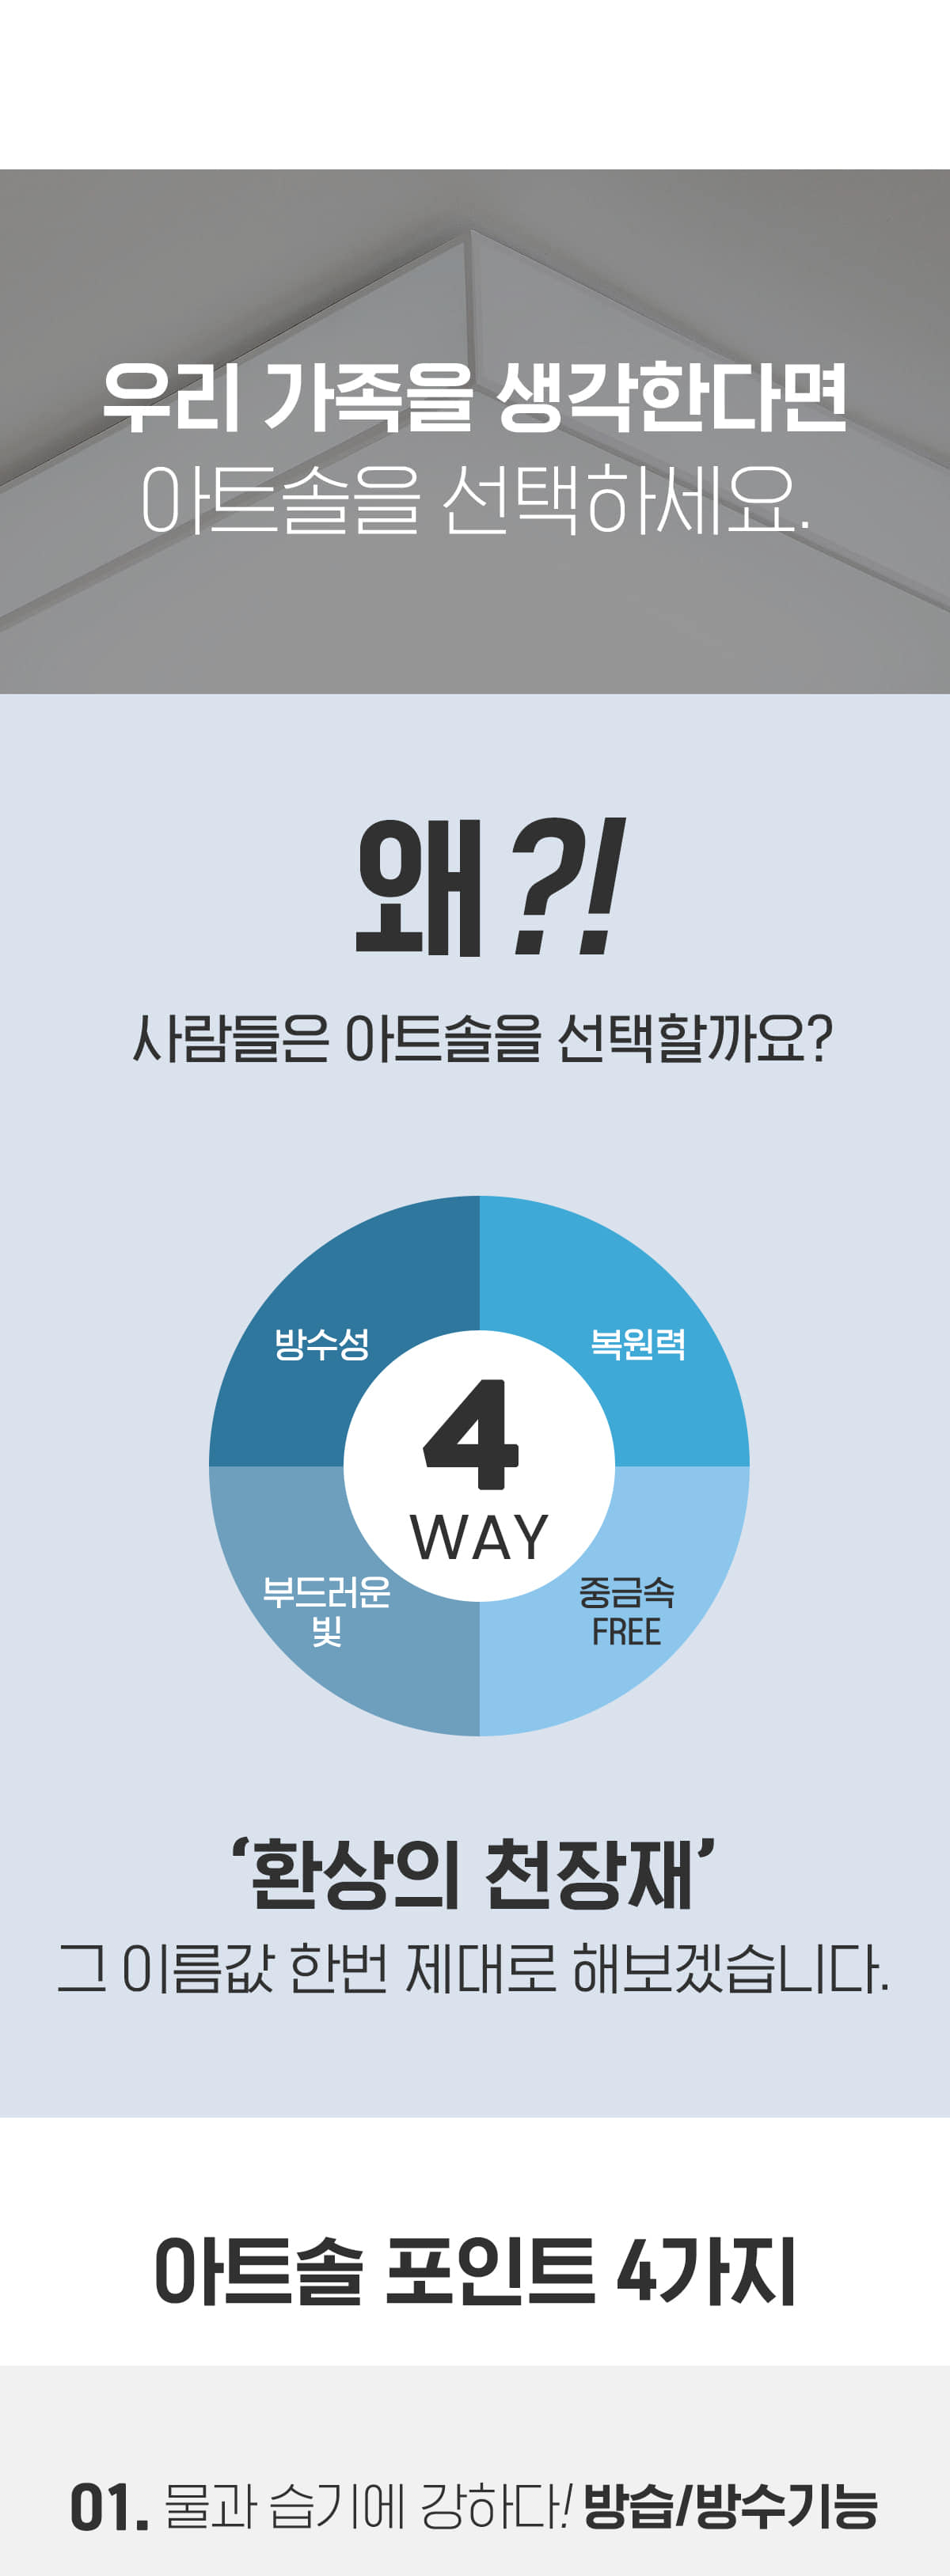 우리 가족을 생각한다면
아트솔을 선택하세요.
왜?!
사람들은 아트솔을 선택할까요?
방수성
복원력
4
WAY
부드러운
빛
중금속
FREE
‘환상의 천장재’
그 이름값 한번 제대로 해보겠습니다.
아트솔 포인트 4가지
01. 물과 습기에 강하다! 방습/방수기능